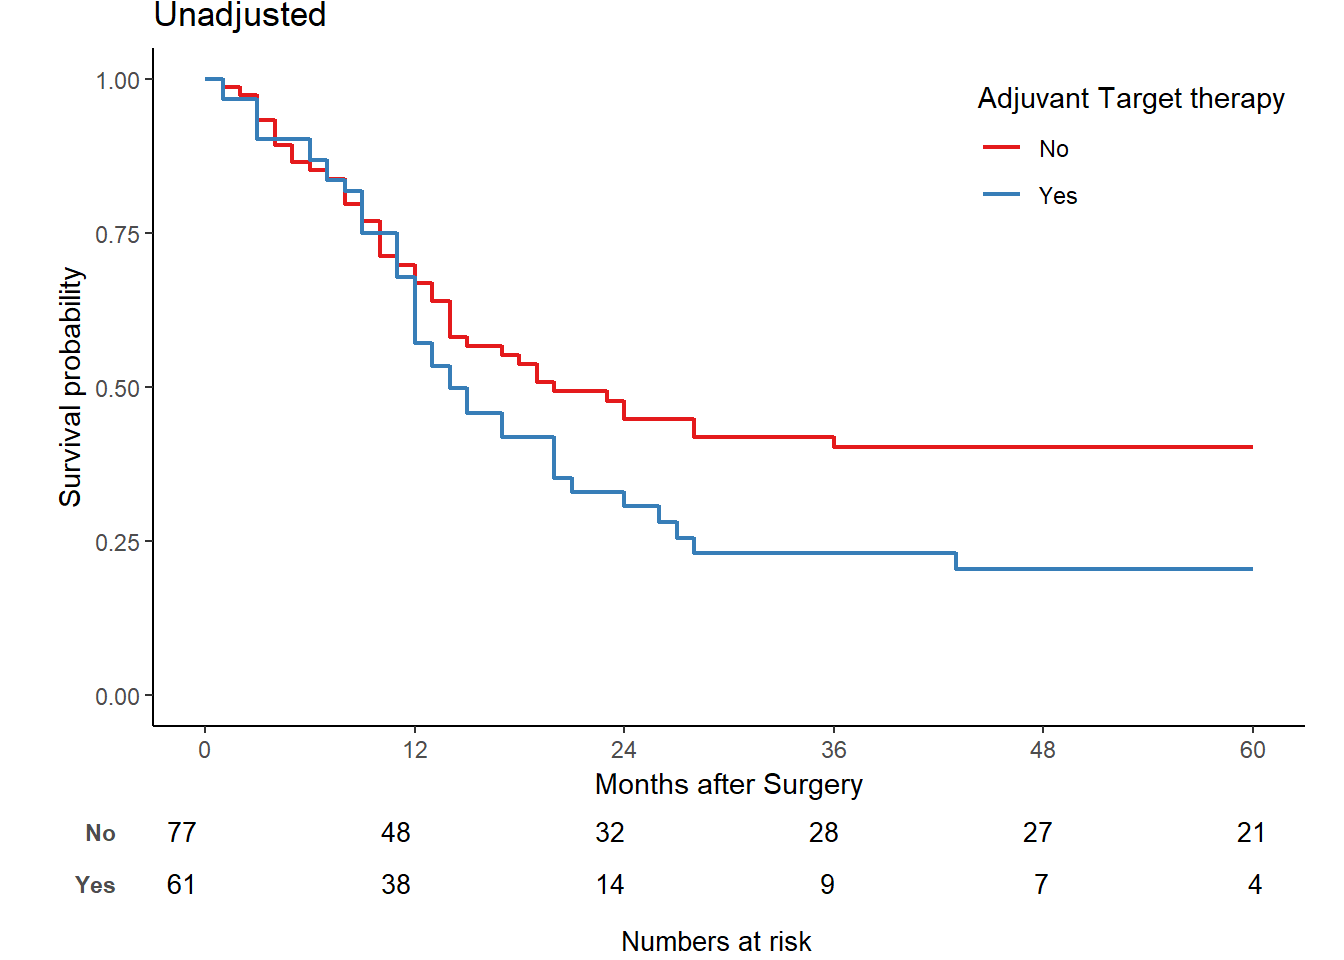 Unadjusted
1.00
0.75
0.50
0.25
0.00
Survival probability
Adjuvant Target therapy
No
Yes
0 12 24 36 48 60
Months after Surgery
No 77 48 32 28 27 21
Yes 61 38 14 9 7 4
Numbers at risk